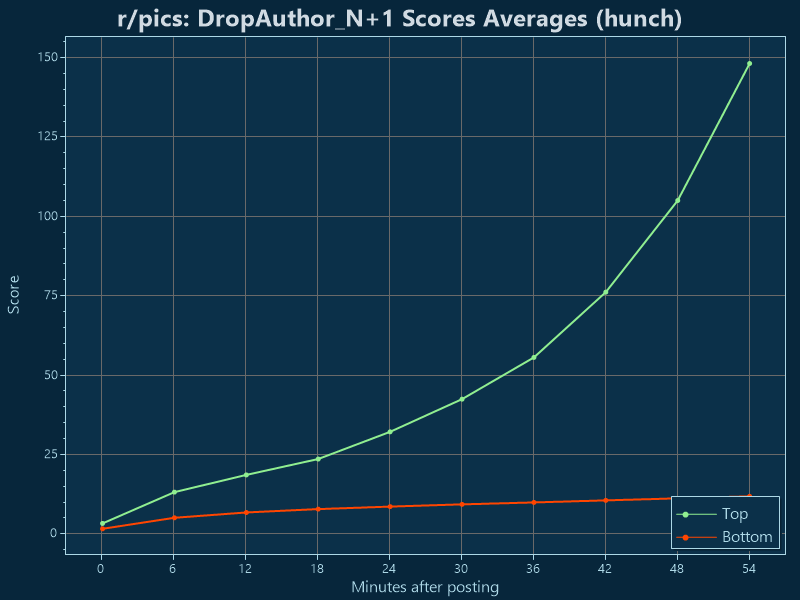 r/pics: DropAuthor_N+1 Scores Averages (hunch)
150
125
100
75
50
25
0
Score
0 6 12 18 24 30 36 42 48 54
Minutes after posting
Top
Bottom